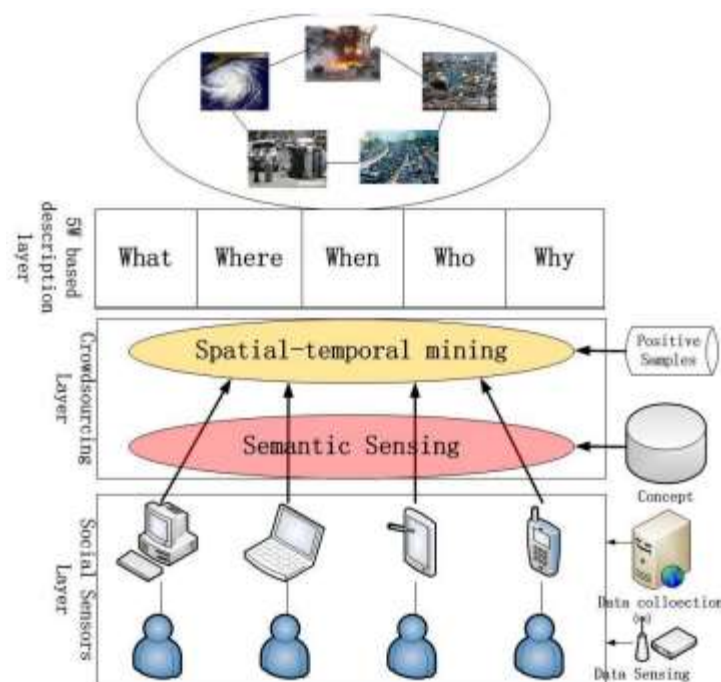 5W based
description
layer
What
Where
When
Who
Why
Crowdsourcing
Layer
Spatial-temporal mining
Positive
Samples
Semantic Sensing
Concept
Social Sensors
Layer
Data colloection
Data Sensing